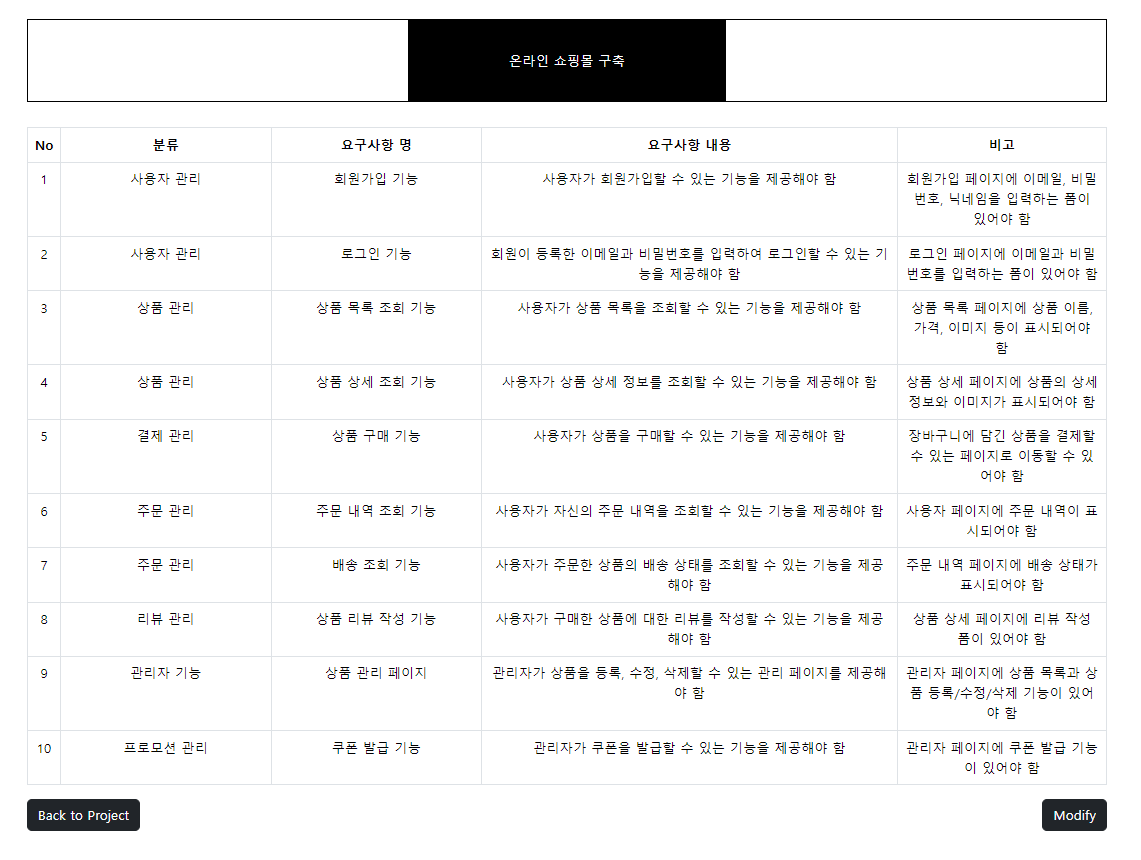 온라인 쇼핑몰 구축
No 분류 요구사항 명 요구사항 내용 비고
1 사용자 관리 회원가입 기능 사용자가 회원가입할 수 있는 기능을 제공해야 함 회원가입 페이지에 이메일, 비밀
번호, 닉네임을 입력하는 폼이
있어야 함
2 사용자 관리 로그인 기능 회원이 등록한 이메일과 비밀번호를 입력하여 로그인할 수 있는 기
능을 제공해야 함
로그인 페이지에 이메일과 비밀
번호를 입력하는 폼이 있어야 함
3 상품 관리 상품 목록 조회 기능 사용자가 상품 목록을 조회할 수 있는 기능을 제공해야 함 상품 목록 페이지에 상품 이름,
가격, 이미지 등이 표시되어야
함
4 상품 관리 상품 상세 조회 기능 사용자가 상품 상세 정보를 조회할 수 있는 기능을 제공해야 함 상품 상세 페이지에 상품의 상세
정보와 이미지가 표시되어야 함
5 결제 관리 상품 구매 기능 사용자가 상품을 구매할 수 있는 기능을 제공해야 함 장바구니에 담긴 상품을 결제할
수 있는 페이지로 이동할 수 있
어야 함
6 주문 관리 주문 내역 조회 기능 사용자가 자신의 주문 내역을 조회할 수 있는 기능을 제공해야 함 사용자 페이지에 주문 내역이 표
시되어야 함
7 주문 관리 배송 조회 기능 사용자가 주문한 상품의 배송 상태를 조회할 수 있는 기능을 제공
해야 함
주문 내역 페이지에 배송 상태가
표시되어야 함
8 리뷰 관리 상품 리뷰 작성 기능 사용자가 구매한 상품에 대한 리뷰를 작성할 수 있는 기능을 제공
해야 함
상품 상세 페이지에 리뷰 작성
폼이 있어야 함
9 관리자 기능 상품 관리 페이지 관리자가 상품을 등록, 수정, 삭제할 수 있는 관리 페이지를 제공해
야 함
관리자 페이지에 상품 목록과 상
품 등록/수정/삭제 기능이 있어
야 함
10 프로모션 관리 쿠폰 발급 기능 관리자가 쿠폰을 발급할 수 있는 기능을 제공해야 함 관리자 페이지에 쿠폰 발급 기능
이 있어야 함
Back to Project Modify